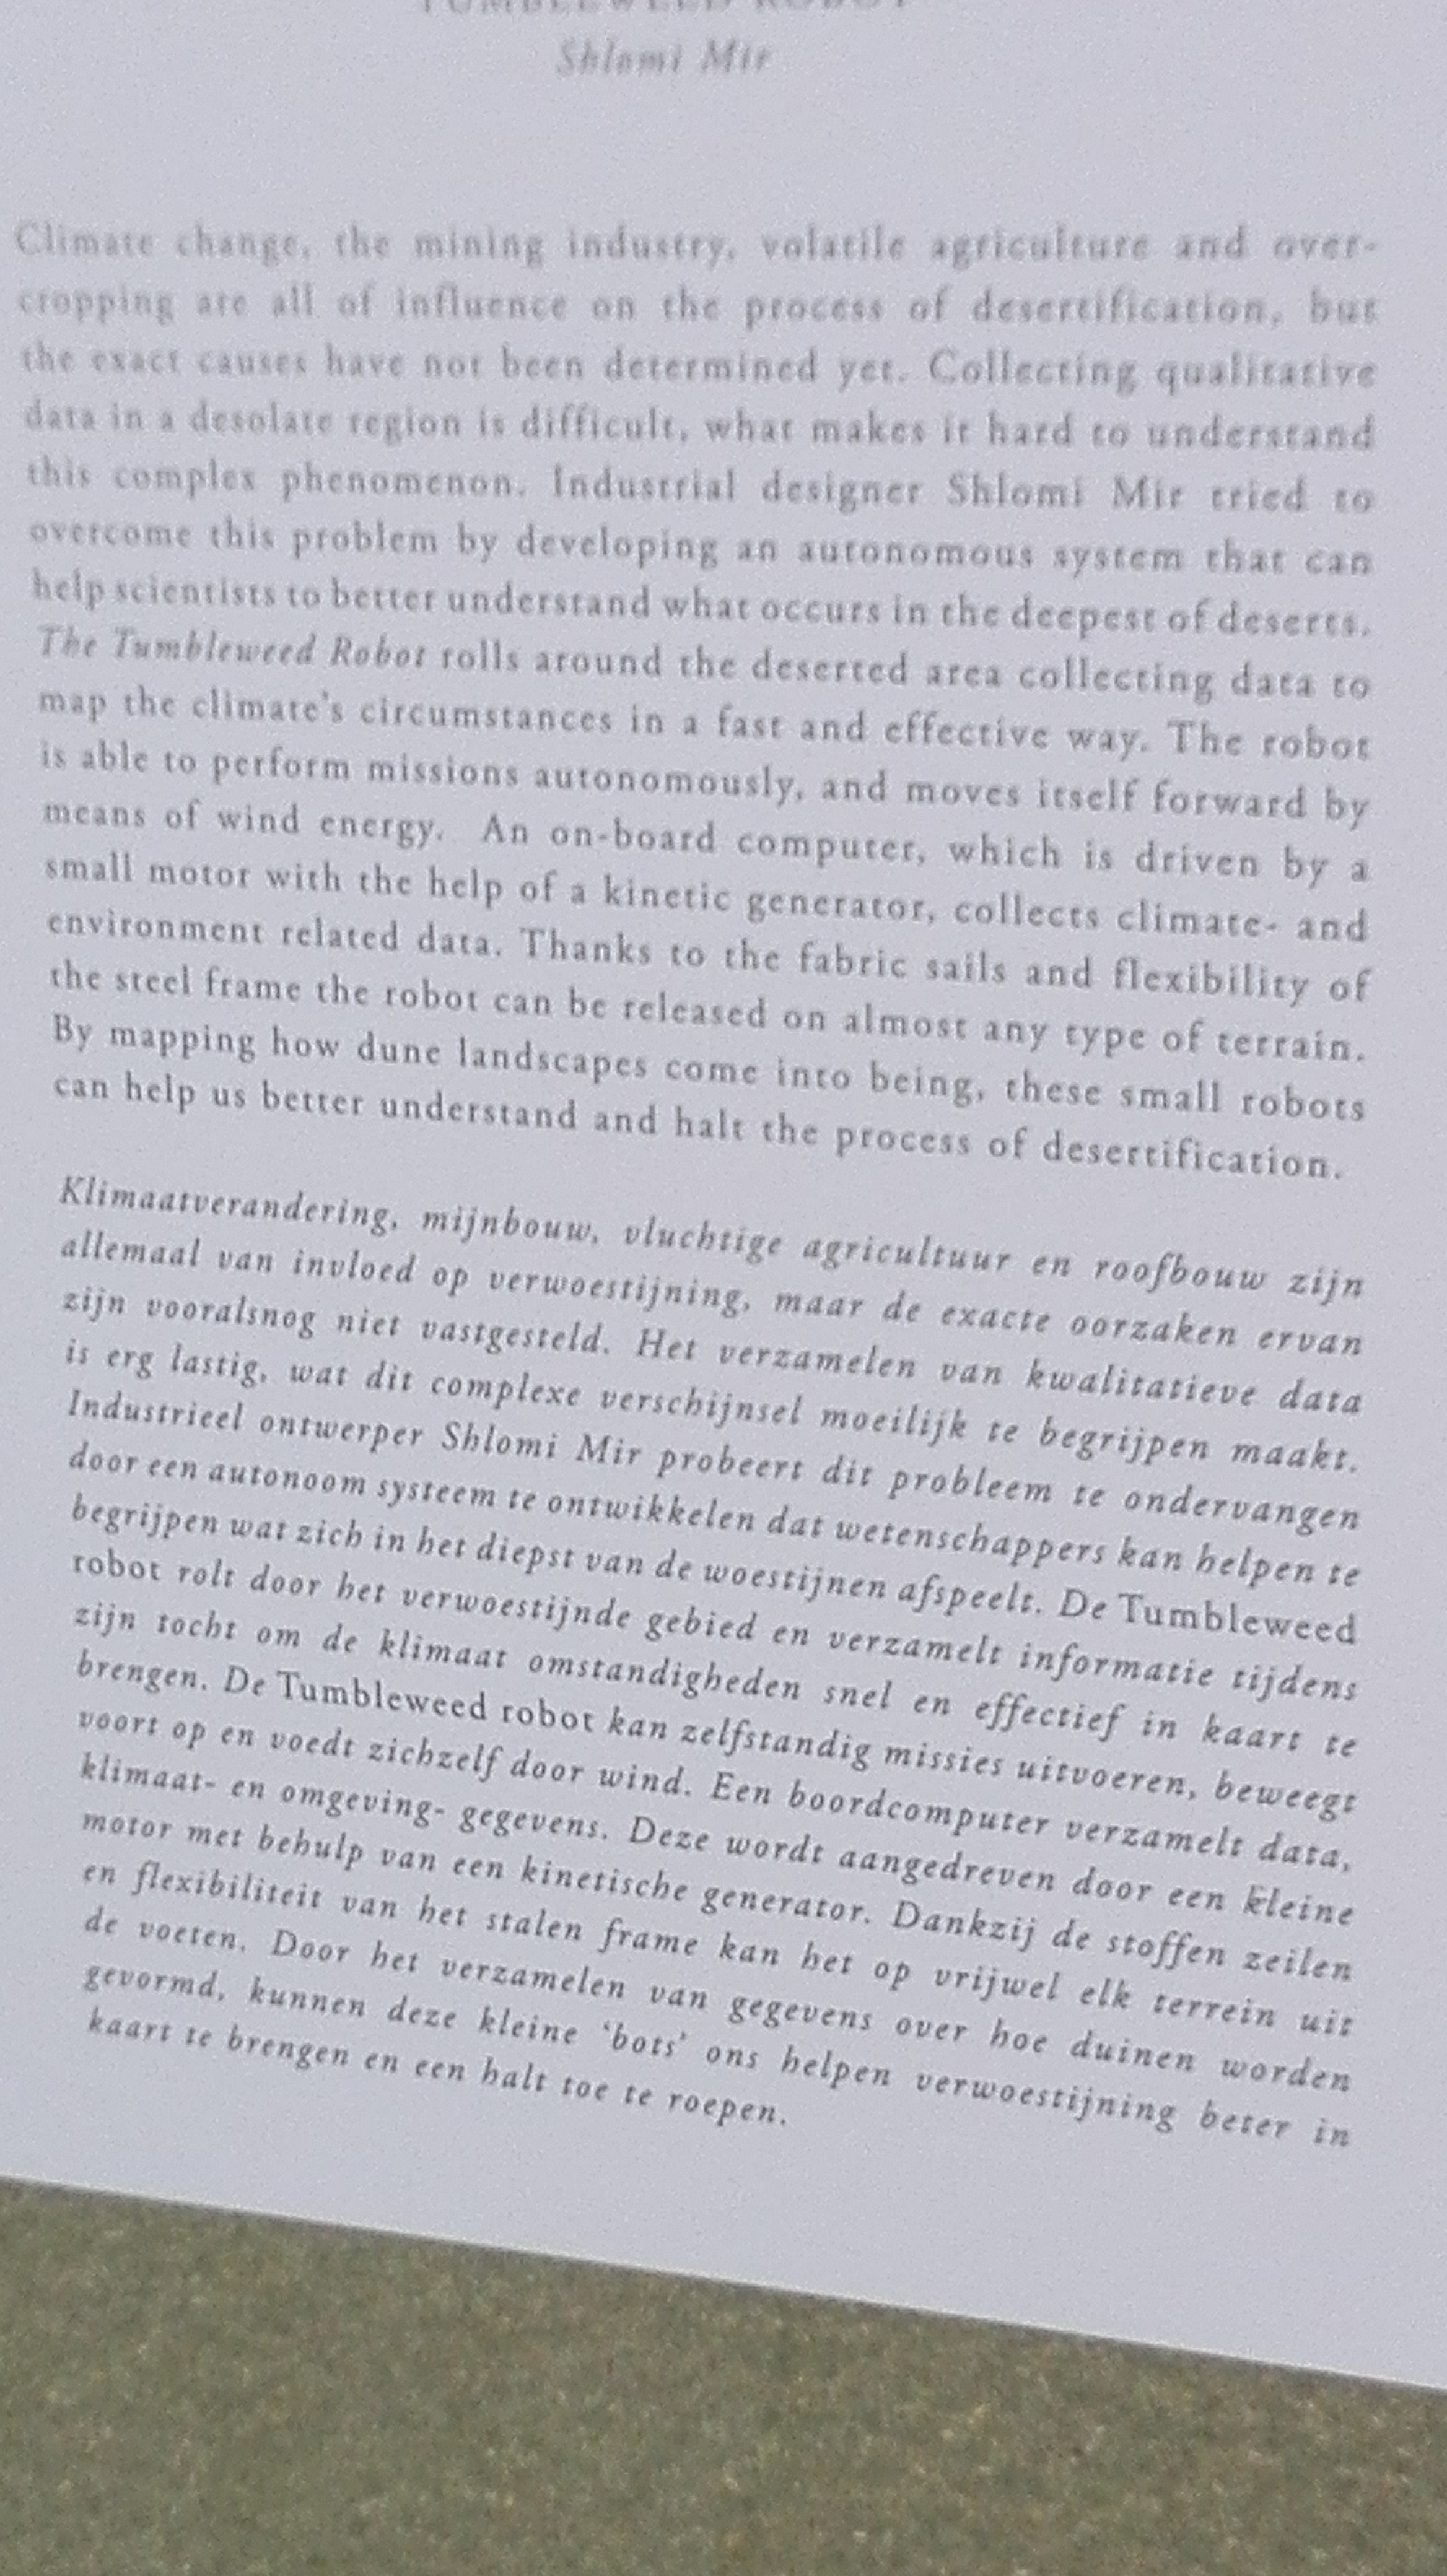 TUMBLEWEED ROBOT
Shlomi Mir
Climate change, the mining industry, volatile agriculture and over-
cropping are all of influence on the process of desertification, but
the exact causes have not been determined yet. Collecting qualitative
data in a desolate region is difficult, what makes it hard to understand
this complex phenomenon. Industrial designer Shlomi Mir tried to
overcome this problem by developing an autonomous system that can
help scientists to better understand what occurs in the deepest of deserts.
The Tumbleweed Robot rolls around the deserted area collecting data to
map the climate's circumstances in a fast and effective way. The robot
is able to perform missions autonomously, and moves itself forward by
means of wind energy. An on-board computer, which is driven by a
small motor with the help of a kinetic generator, collects climate- and
environment related data. Thanks to the fabric sails and flexibility of
the steel frame the robot can be released on almost any type of terrain.
By mapping how dune landscapes come into being, these small robots
can help us better understand and halt the process of desertification.
Klimaatverandering, mijnbouw, vluchtige agricultuur en roofbouw zijn
allemaal van invloed op verwoestijning, maar de exacte oorzaken ervan
zijn vooralsnog niet vastgesteld. Het verzamelen van kwalitatieve data
is erg lastig, wat dit complexe verschijnsel moeilijk te begrijpen maakt.
Industrieel ontwerper Shlomi Mir probeert dit probleem te ondervangen
door een autonoom systeem te ontwikkelen dat wetenschappers kan helpen te
begrijpen wat zich in het diepst van de woestijnen afspeelt. De Tumbleweed
robot rolt door het verwoestijnde gebied en verzamelt informatie tijdens
zijn tocht om de klimaat omstandigheden snel en effectief in kaart te
brengen. De Tumbleweed robot kan zelfstandig missies uitvoeren, beweegt
voort op en voedt zichzelf door wind. Een boordcomputer verzamelt data,
klimaat- en omgeving- gegevens. Deze wordt aangedreven door een kleine
motor met behulp van een kinetische generator. Dankzij de stoffen zeilen
en flexibiliteit van het stalen frame kan het op vrijwel elk terrein uit
de voeten. Door het verzamelen van gegevens over hoe duinen worden
gevormd, kunnen deze kleine 'bots' ons helpen verwoestijning beter in
kaart te brengen en een halt toe te roepen.